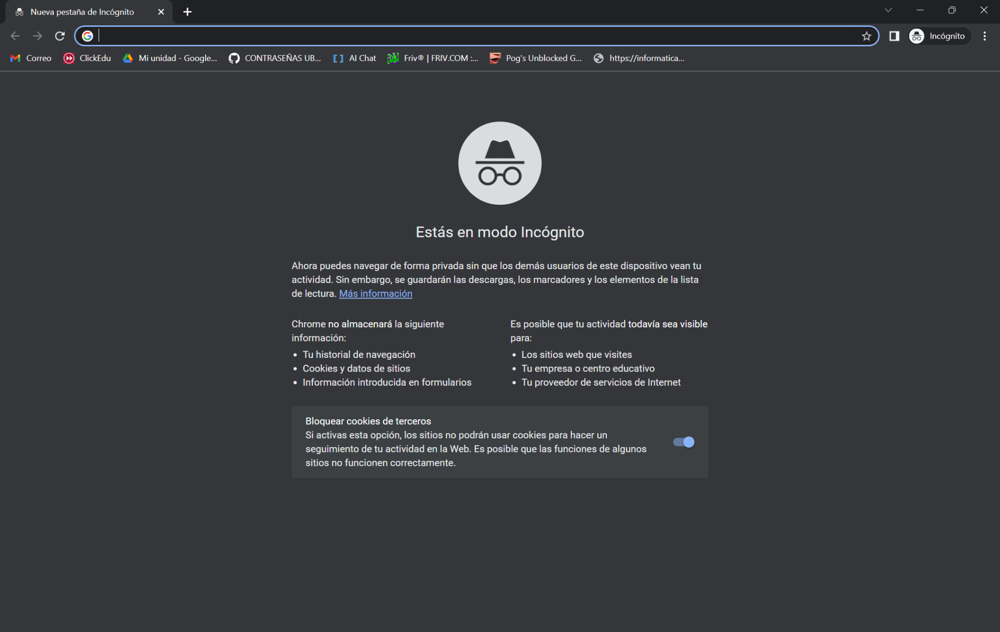 Nueva pestaña de Incógnito
Incógnito
Correo ClickEdu Mi unidad - Google... CONTRASEÑAS UB... AI Chat Friv® | FRIV.COM :... Pog's Unblocked G... https://informatica...
Estás en modo Incógnito
Ahora puedes navegar de forma privada sin que los demás usuarios de este dispositivo vean tu
actividad. Sin embargo, se guardarán las descargas, los marcadores y los elementos de la lista
de lectura. Más información
Chrome no almacenará la siguiente
información:
• Tu historial de navegación
• Cookies y datos de sitios
• Información introducida en formularios
Es posible que tu actividad todavía sea visible
para:
• Los sitios web que visites
• Tu empresa o centro educativo
• Tu proveedor de servicios de Internet
Bloquear cookies de terceros
Si activas esta opción, los sitios no podrán usar cookies para hacer un
seguimiento de tu actividad en la Web. Es posible que las funciones de algunos
sitios no funcionen correctamente.